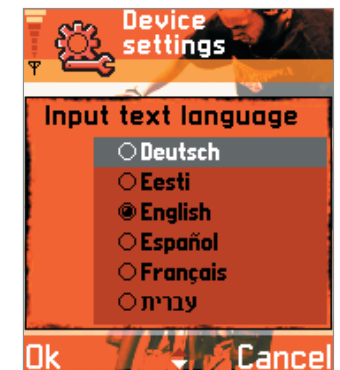 Device
settings
Input text language
Deutsch
Eesti
English
Español
Français
עברית
Ok Cancel